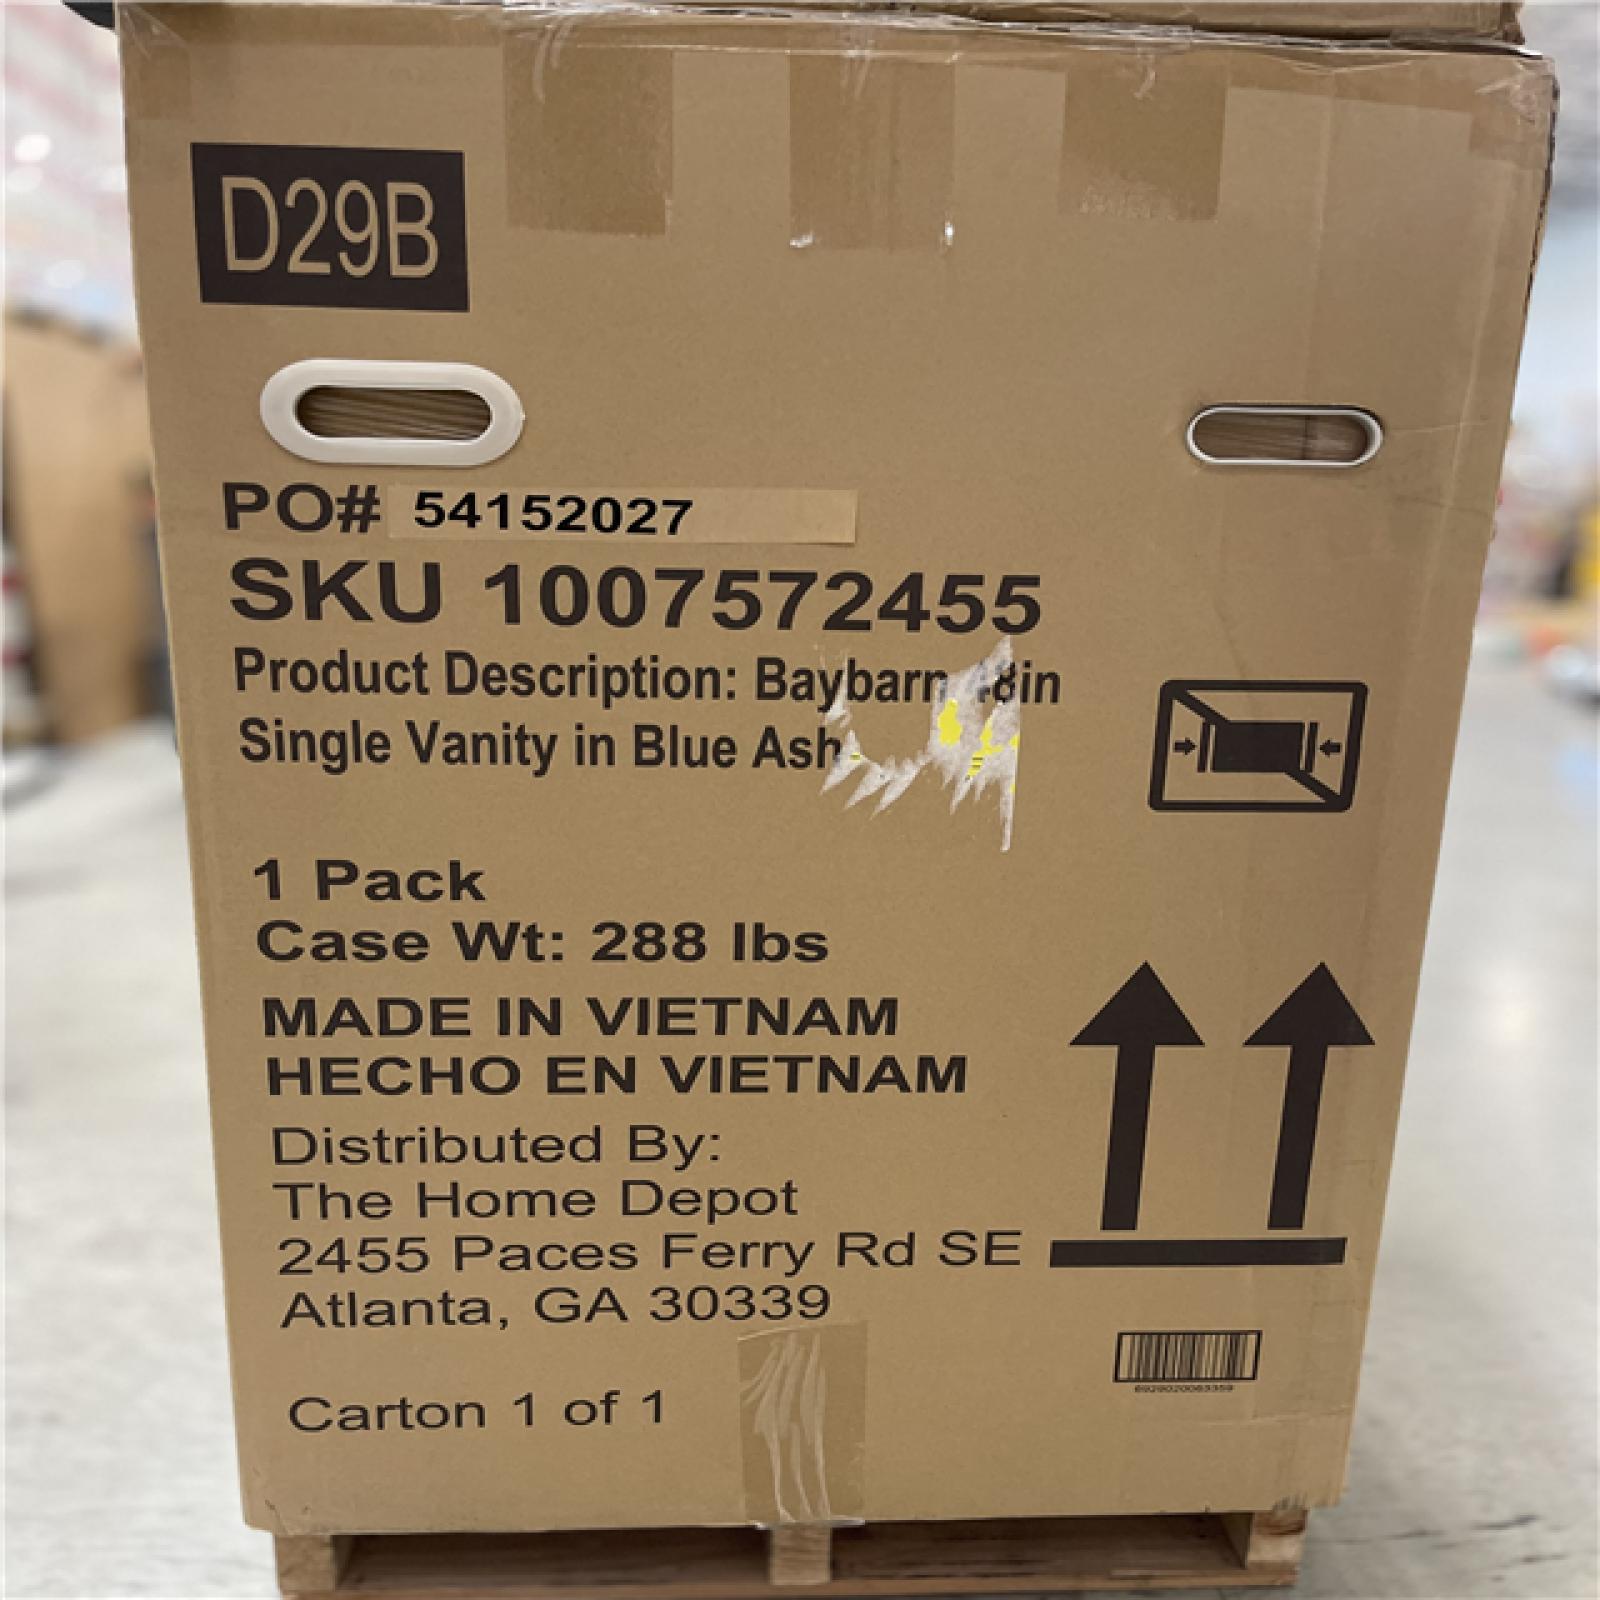 D29B
PO# 54152027
SKU 1007572455
Product Description: Baybarn 48in
Single Vanity in Blue Ash
1 Pack
Case Wt: 288 lbs
MADE IN VIETNAM
HECHO EN VIETNAM
Distributed By:
The Home Depot
2455 Paces Ferry Rd SE
Atlanta, GA 30339
Carton 1 of 1